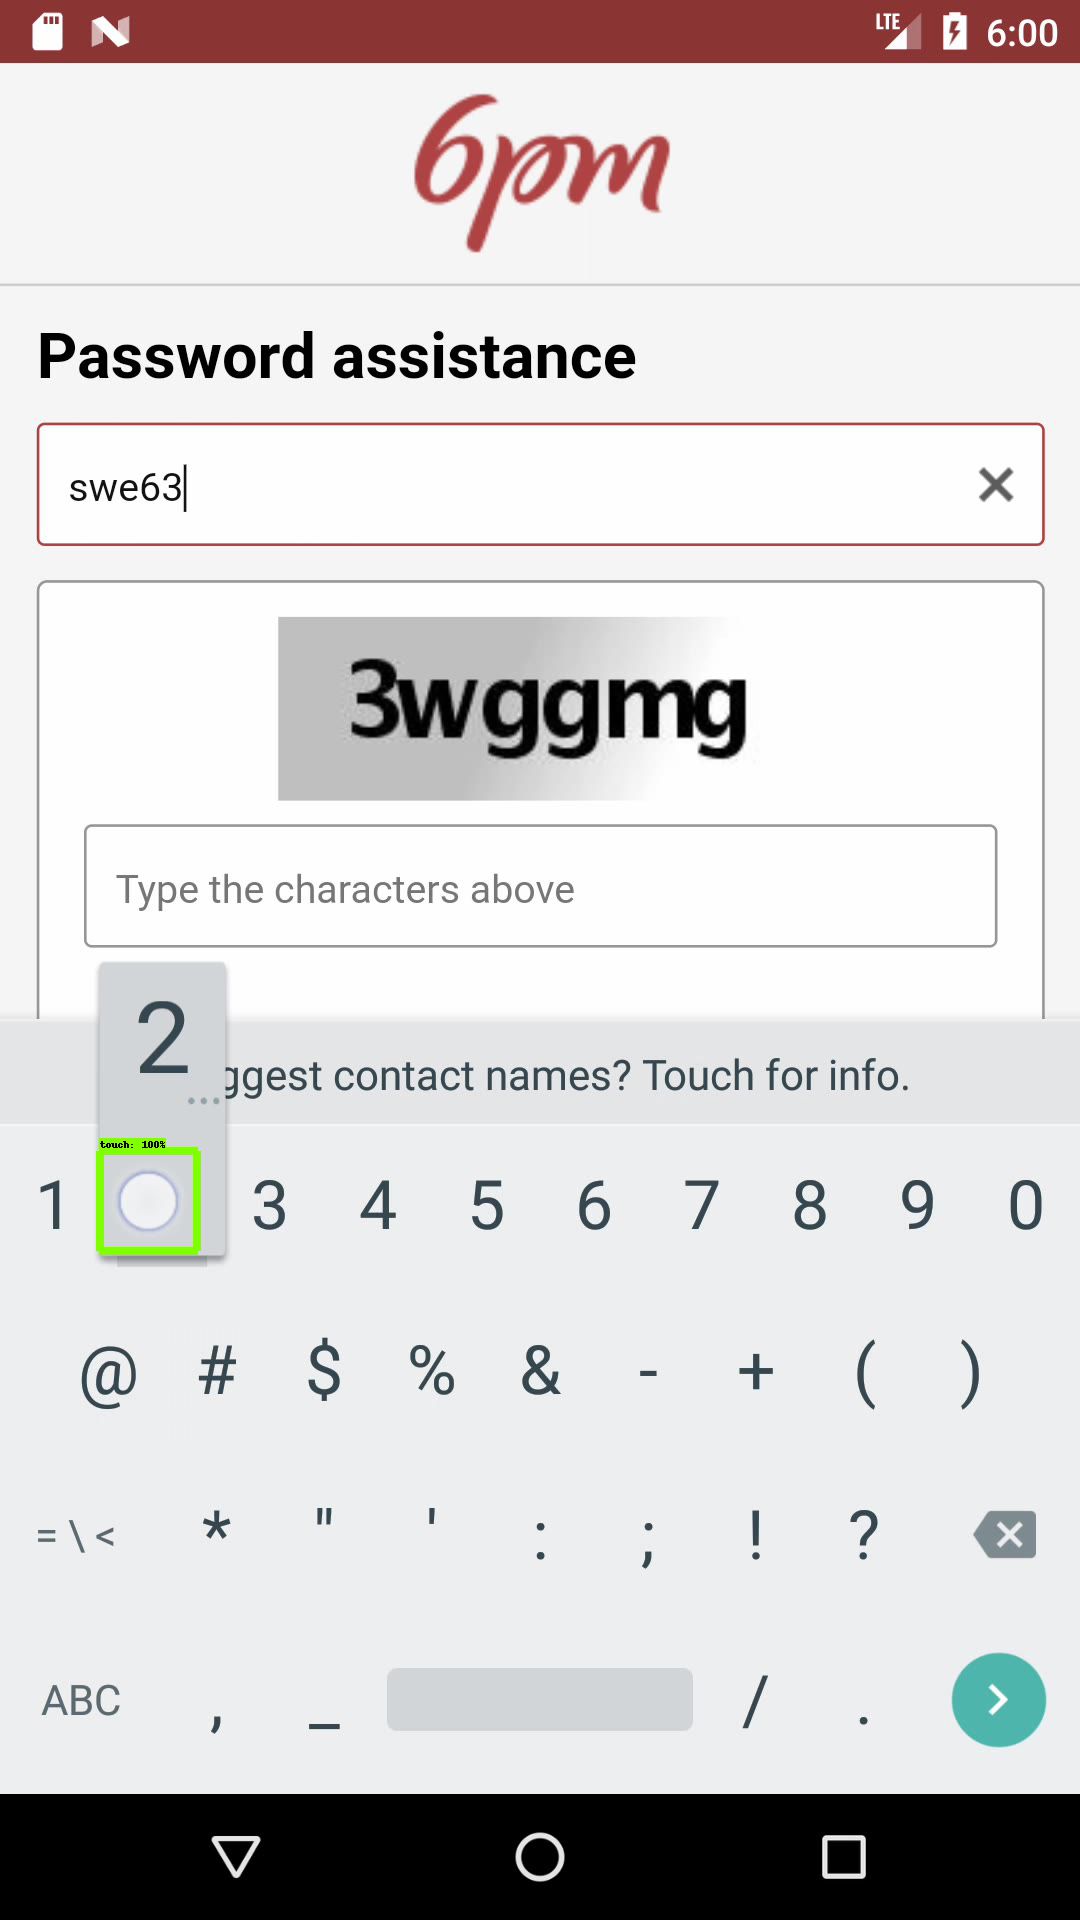 LTE 6:00
6pm
Password assistance
swe63
3wggmg
Type the characters above
2
...
ggest contact names? Touch for info.
touch: 100%
1 3 4 5 6 7 8 9 0
@ # $ % & - + ( )
= \ < * " ' : ; ! ?
ABC , _ / .